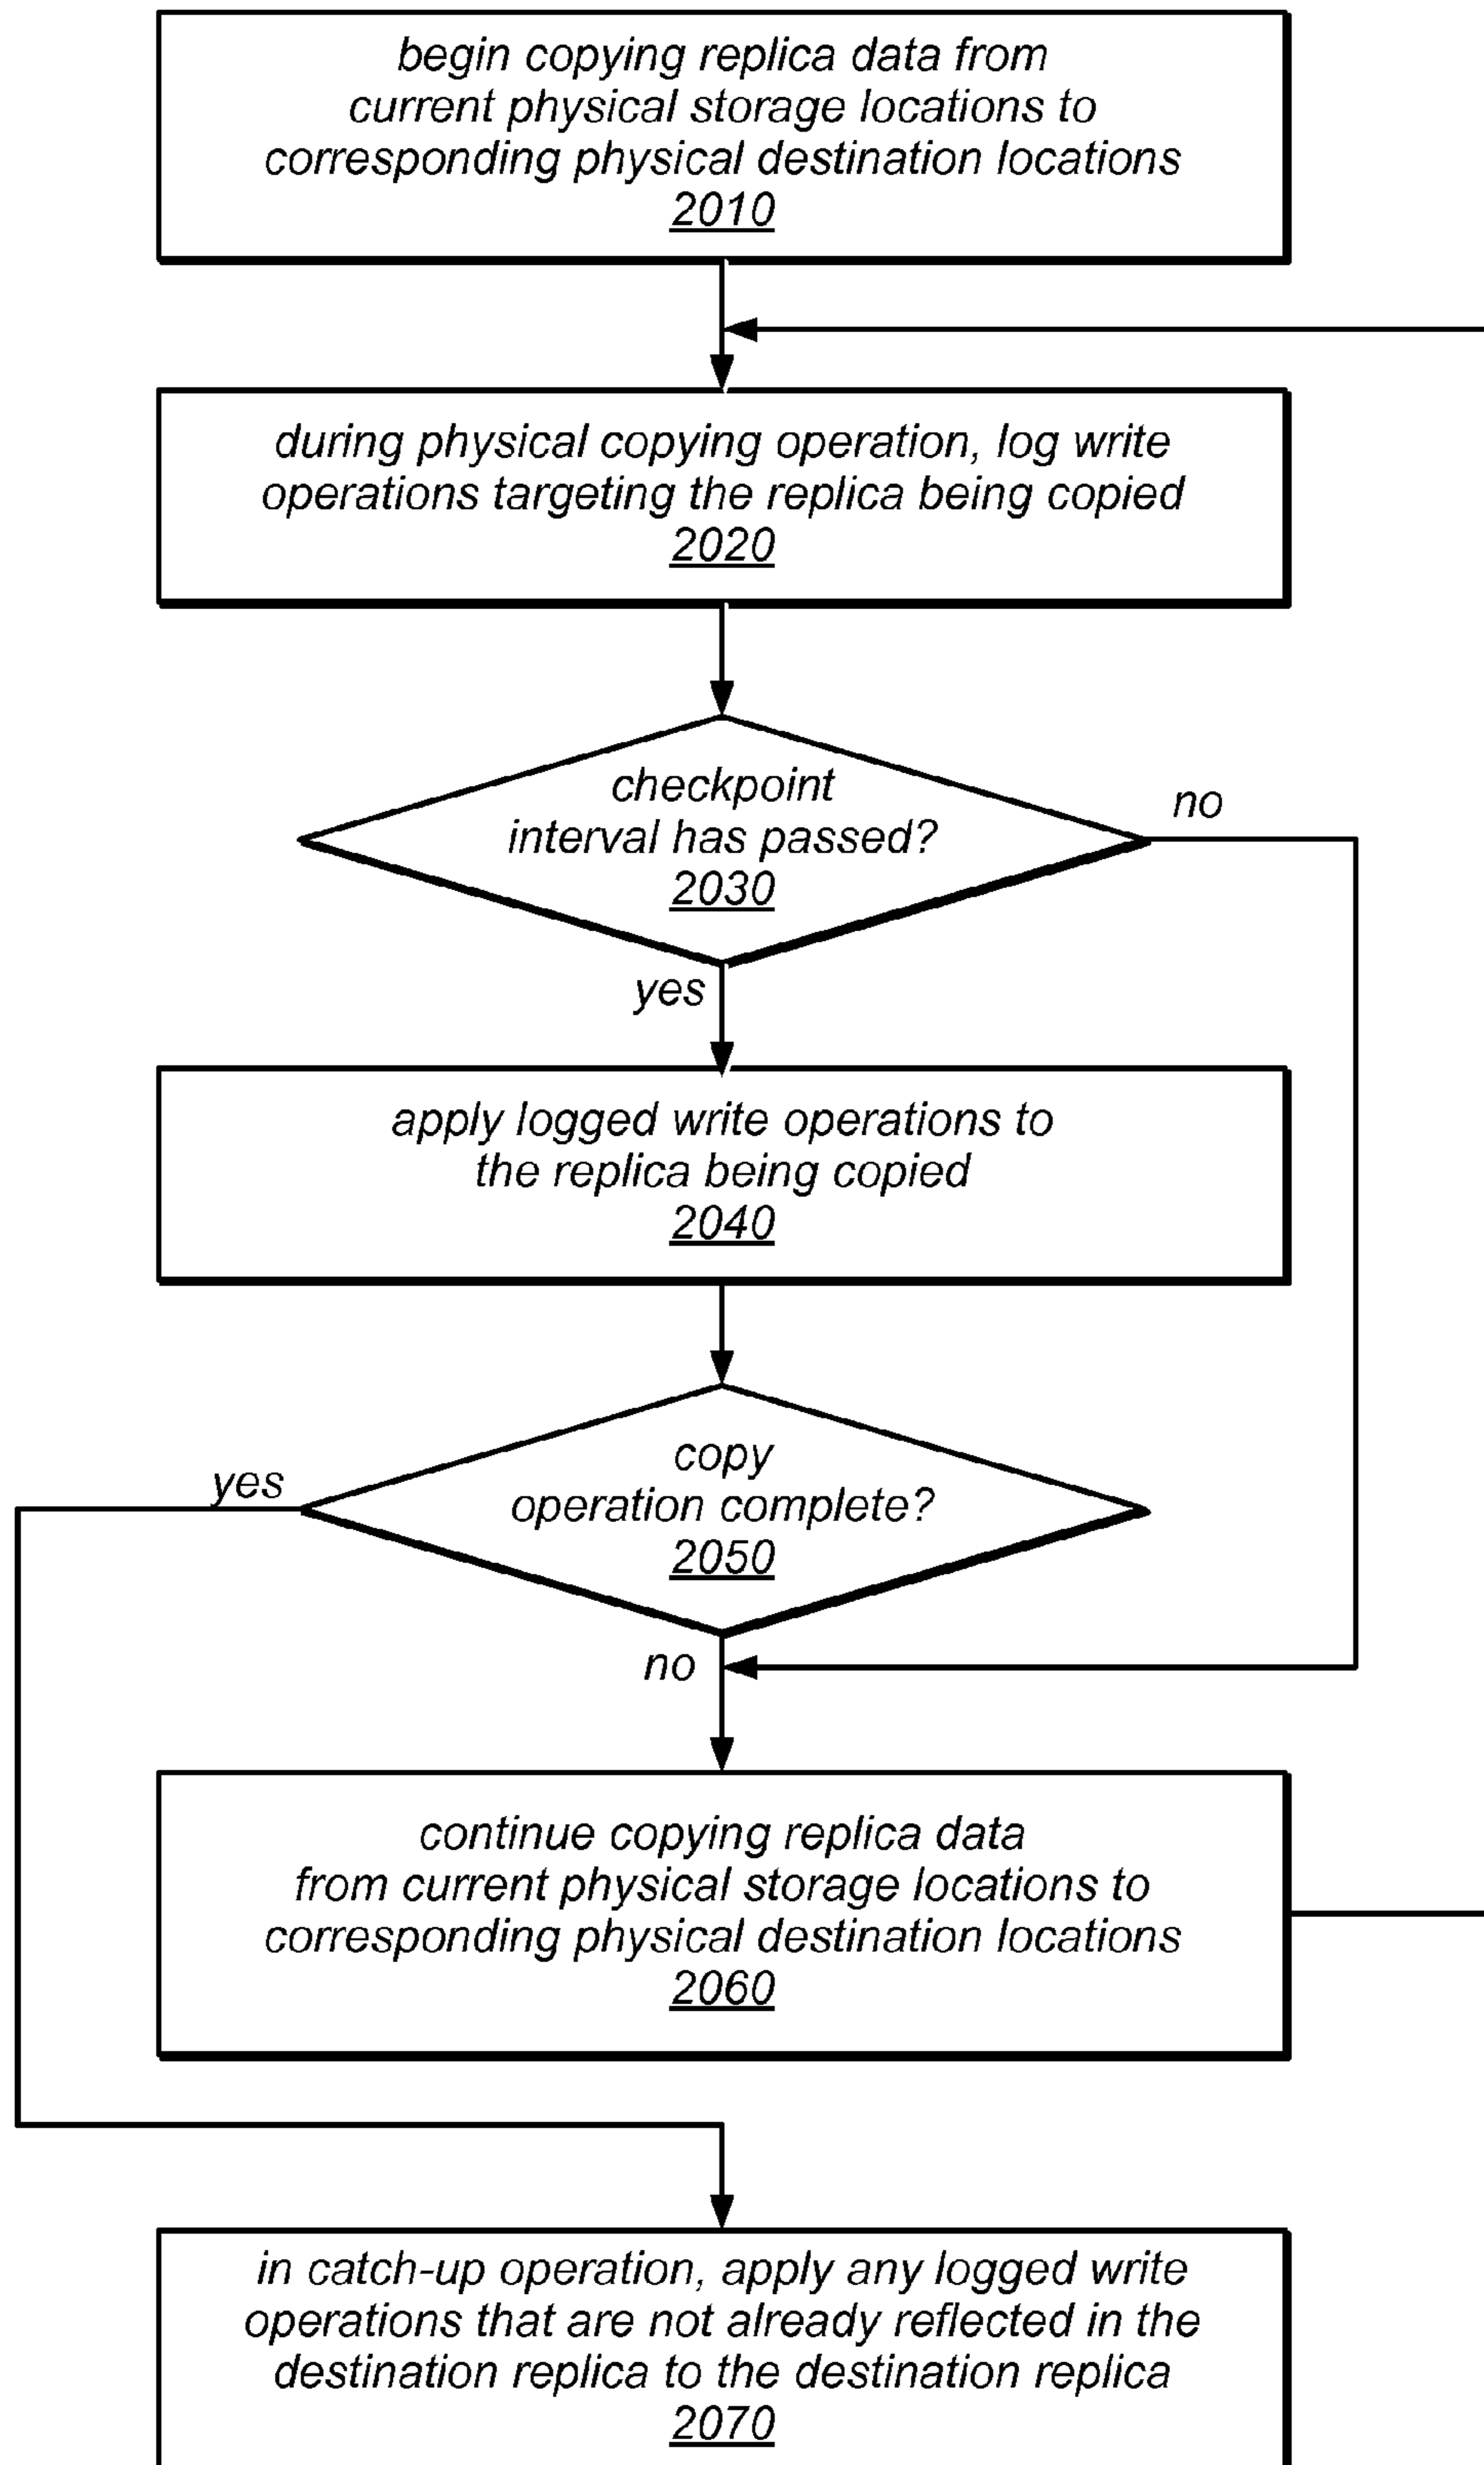 begin copying replica data from
current physical storage locations to
corresponding physical destination locations
2010
during physical copying operation, log write
operations targeting the replica being copied
2020
checkpoint
interval has passed?
2030
no
yes
apply logged write operations to
the replica being copied
2040
copy
operation complete?
2050
yes
no
continue copying replica data
from current physical storage locations to
corresponding physical destination locations
2060
in catch-up operation, apply any logged write
operations that are not already reflected in the
destination replica to the destination replica
2070